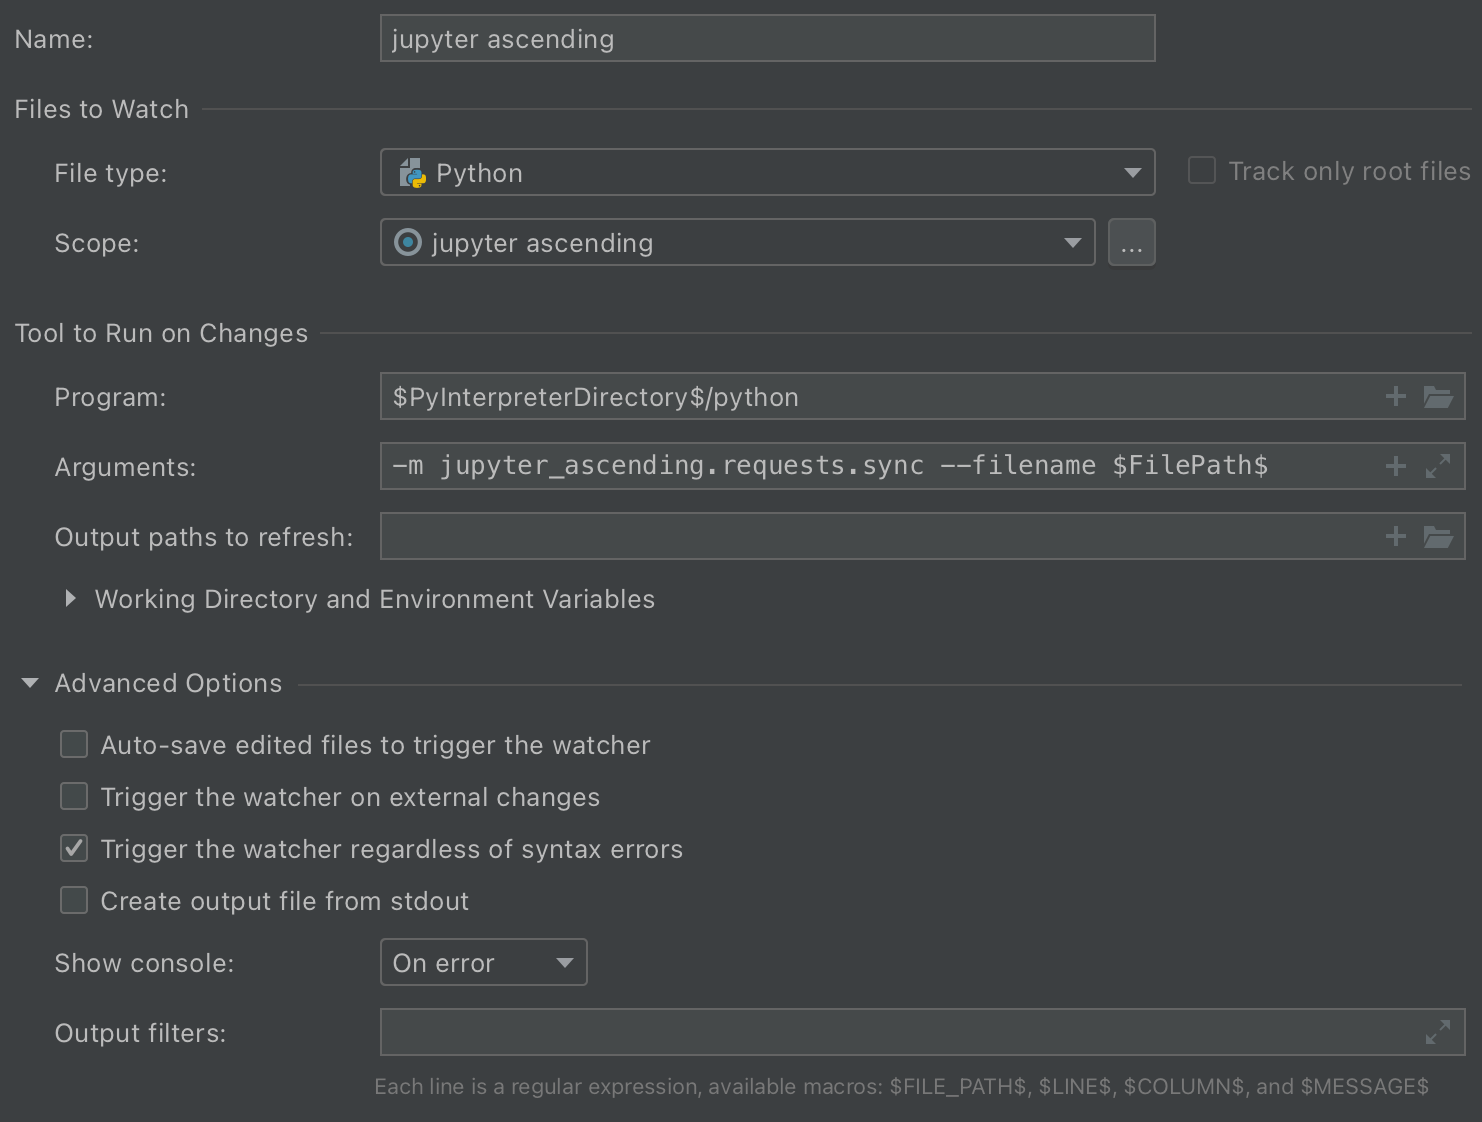 Name: jupyter ascending
Files to Watch
File type: Python Track only root files
Scope: jupyter ascending ...
Tool to Run on Changes
Program: $PyInterpreterDirectory$/python
Arguments: -m jupyter_ascending.requests.sync --filename $FilePath$
Output paths to refresh:
Working Directory and Environment Variables
Advanced Options
Auto-save edited files to trigger the watcher
Trigger the watcher on external changes
Trigger the watcher regardless of syntax errors
Create output file from stdout
Show console: On error
Output filters:
Each line is a regular expression, available macros: $FILE_PATH$, $LINE$, $COLUMN$, and $MESSAGE$